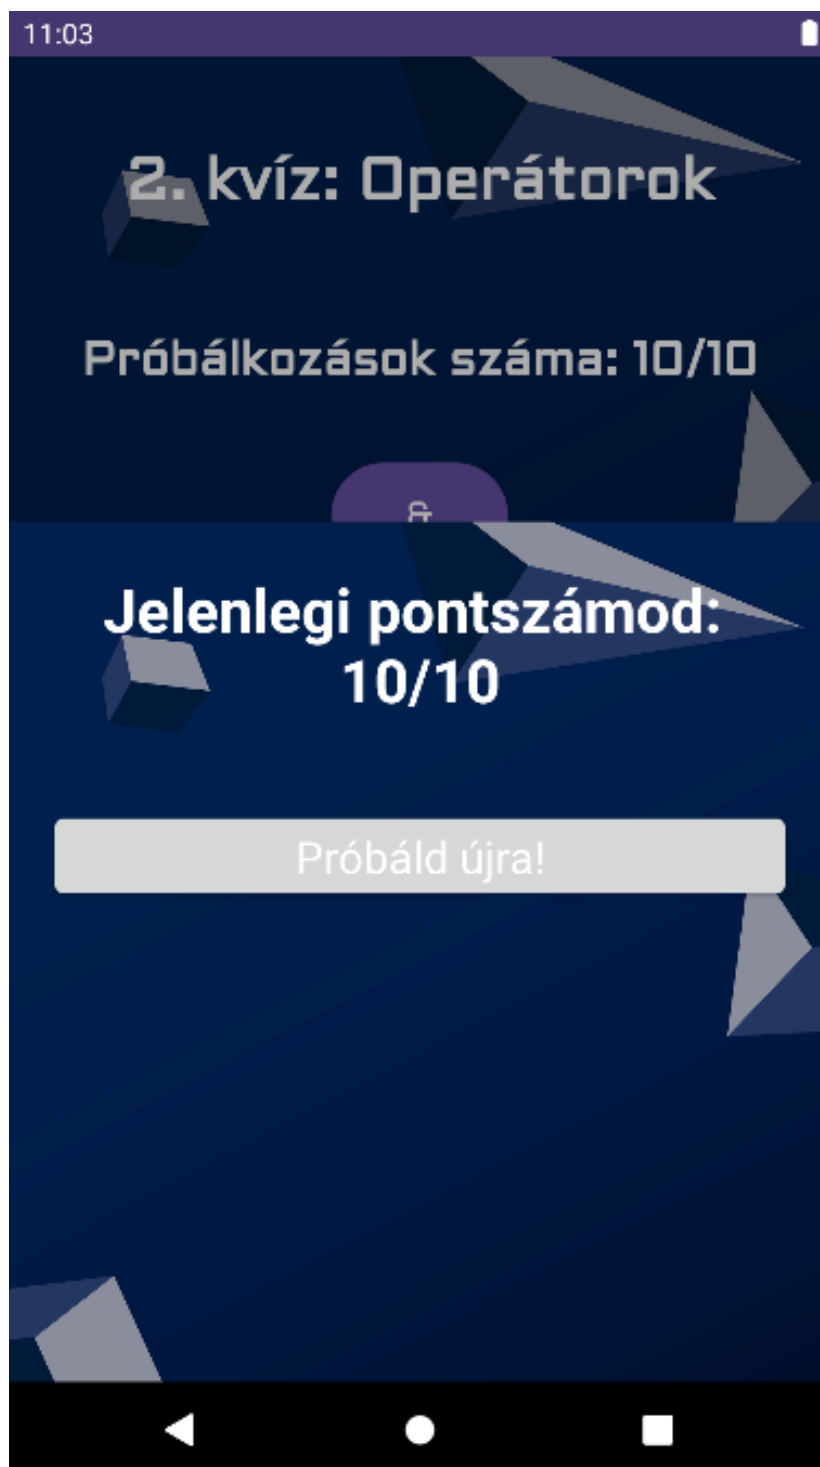 11:03
2. kvíz: Operátorok
Próbálkozások száma: 10/10
&
Jelenlegi pontszámod:
10/10
Próbáld újra!